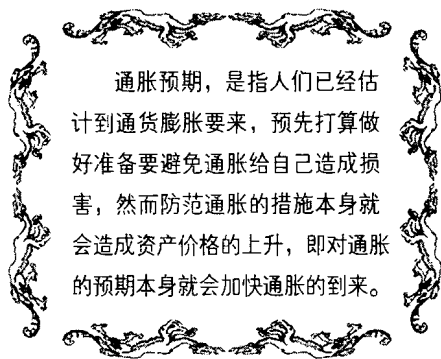 通胀预期，是指人们已经估
计到通货膨胀要来，预先打算做
好准备要避免通胀给自己造成损
害，然而防范通胀的措施本身就
会造成资产价格的上升，即对通胀
的预期本身就会加快通胀的到来。